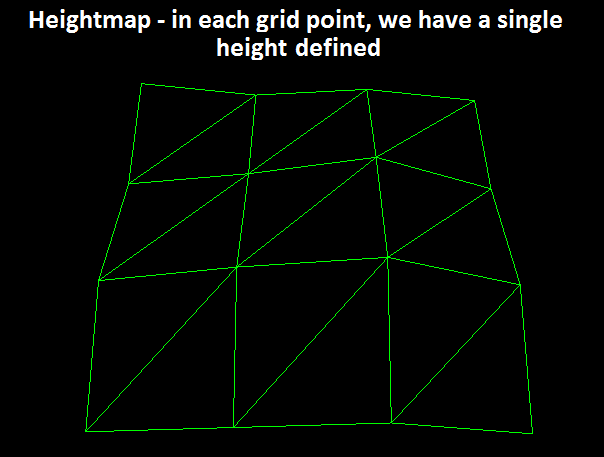 Heightmap - in each grid point, we have a single
height defined